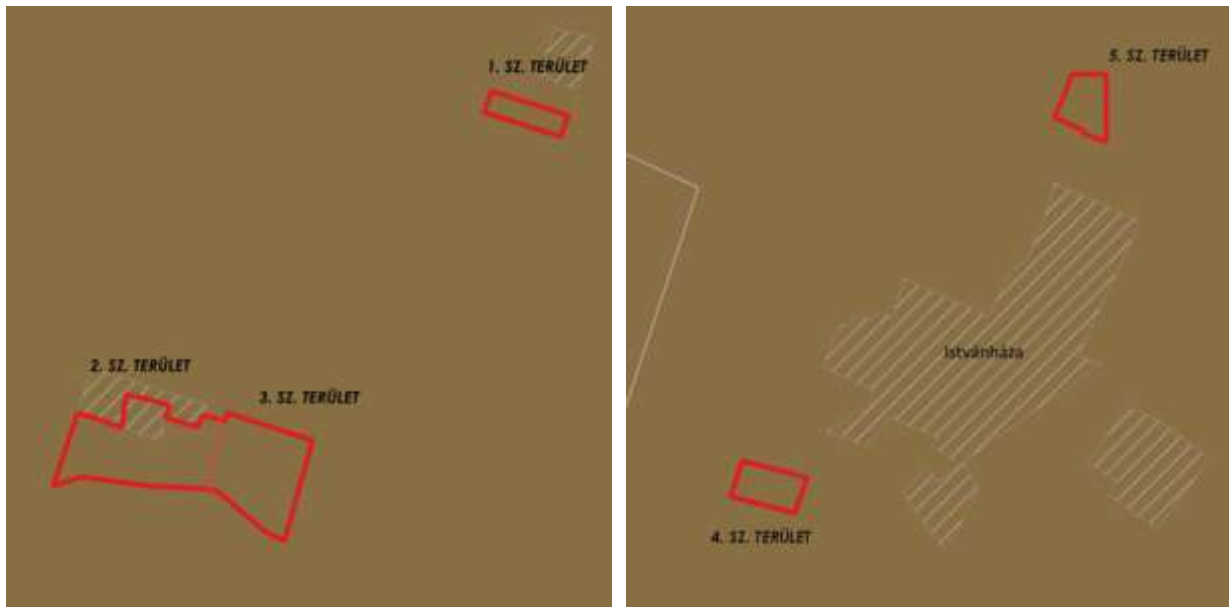 1. SZ. TERÜLET
2. SZ. TERÜLET
3. SZ. TERÜLET
5. SZ. TERÜLET
Istvánháza
4. SZ. TERÜLET